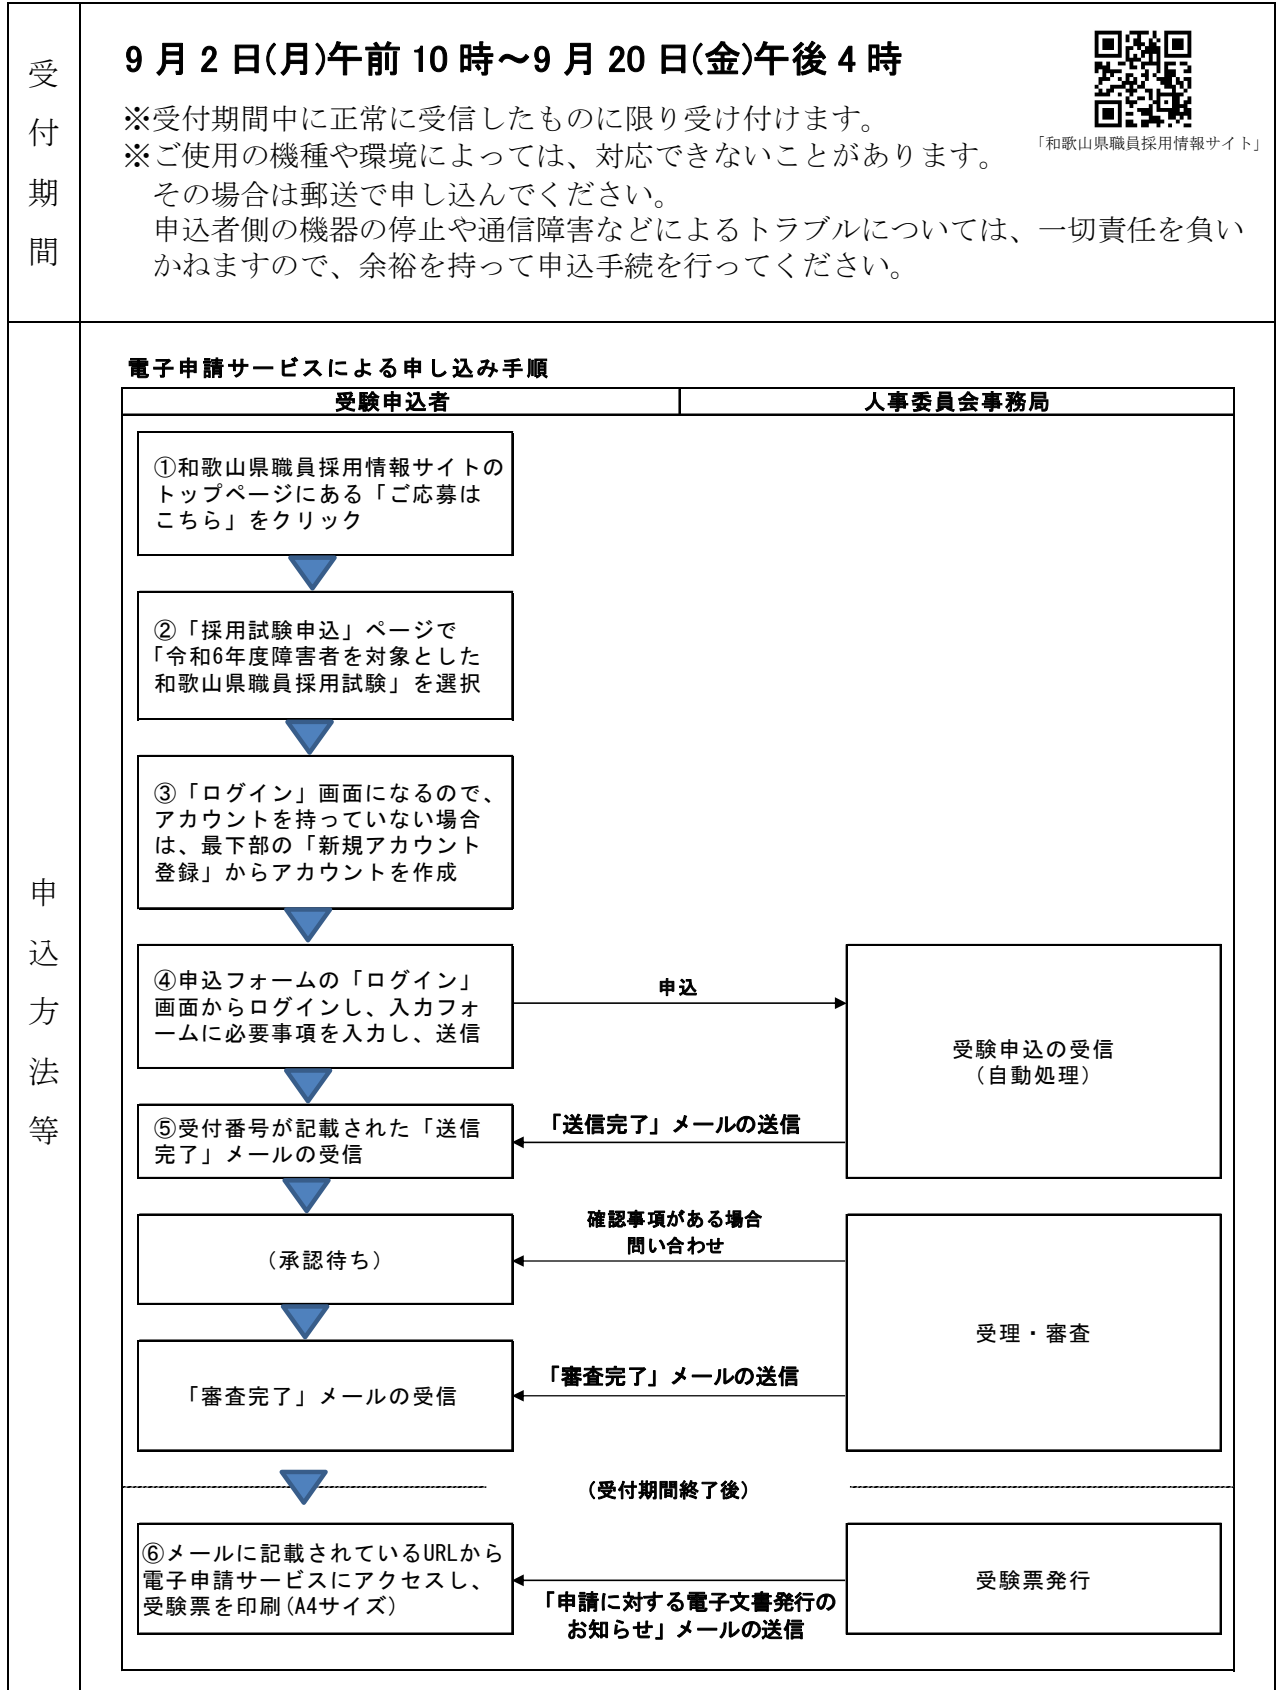 受付期間
9 月 2 日(月)午前 10 時～9 月 20 日(金)午後 4 時
※受付期間中に正常に受信したものに限り受け付けます。
※ご使用の機種や環境によっては、対応できないことがあります。
その場合は郵送で申し込んでください。
申込者側の機器の停止や通信障害などによるトラブルについては、一切責任を負い
かねますので、余裕を持って申込手続を行ってください。
「和歌山県職員採用情報サイト」
申込方法等
電子申請サービスによる申し込み手順
受験申込者
人事委員会事務局
①和歌山県職員採用情報サイトの
トップページにある「ご応募は
こちら」をクリック
②「採用試験申込」ページで
「令和6年度障害者を対象とした
和歌山県職員採用試験」を選択
③「ログイン」画面になるので、
アカウントを持っていない場合
は、最下部の「新規アカウント
登録」からアカウントを作成
④申込フォームの「ログイン」
画面からログインし、入力フォ
ームに必要事項を入力し、送信
申込
受験申込の受信
（自動処理）
「送信完了」メールの送信
⑤受付番号が記載された「送信
完了」メールの受信
確認事項がある場合
問い合わせ
（承認待ち）
受理・審査
「審査完了」メールの送信
「審査完了」メールの受信
（受付期間終了後）
⑥メールに記載されているURLから
電子申請サービスにアクセスし、
受験票を印刷(A4サイズ)
「申請に対する電子文書発行の
お知らせ」メールの送信
受験票発行